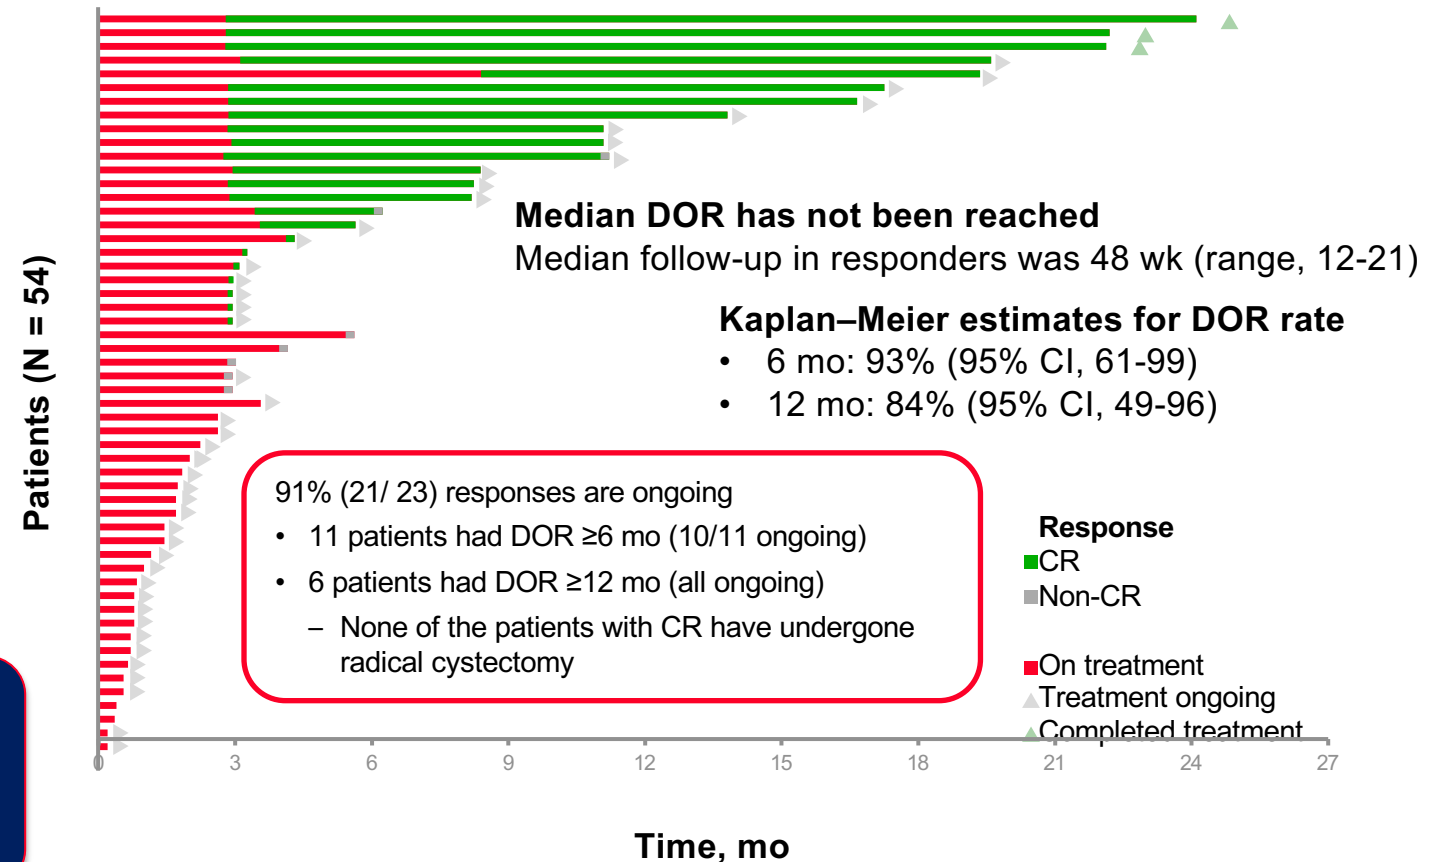 Median DOR has not been reached
Median follow-up in responders was 48 wk (range, 12-21)
Kaplan–Meier estimates for DOR rate
• 6 mo: 93% (95% CI, 61-99)
• 12 mo: 84% (95% CI, 49-96)
Patients (N = 54)
91% (21/ 23) responses are ongoing
• 11 patients had DOR ≥6 mo (10/11 ongoing)
• 6 patients had DOR ≥12 mo (all ongoing)
– None of the patients with CR have undergone
radical cystectomy
Response
CR
Non-CR
On treatment
Treatment ongoing
Completed treatment
0 3 6 9 12 15 18 21 24 27
Time, mo